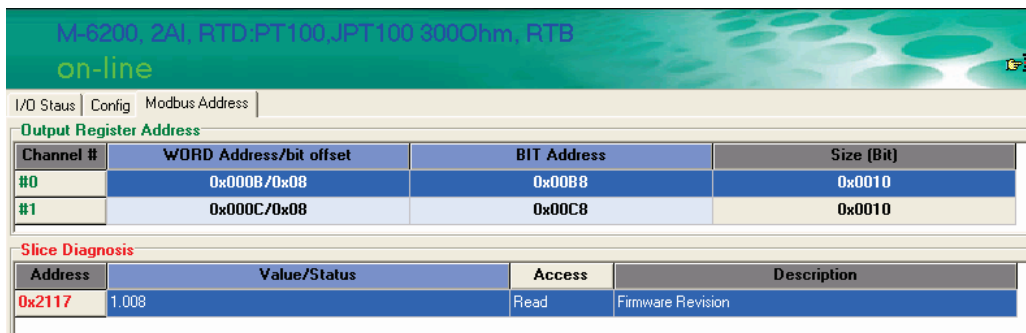 M-6200, 2AI, RTD:PT100,JPT100 300Ohm, RTB
on-line
I/O Staus Config Modbus Address
Output Register Address
Channel # WORD Address/bit offset BIT Address Size (Bit)
#0 0x000B/0x08 0x00B8 0x0010
#1 0x000C/0x08 0x00C8 0x0010
Slice Diagnosis
Address Value/Status Access Description
0x2117 1.008 Read Firmware Revision